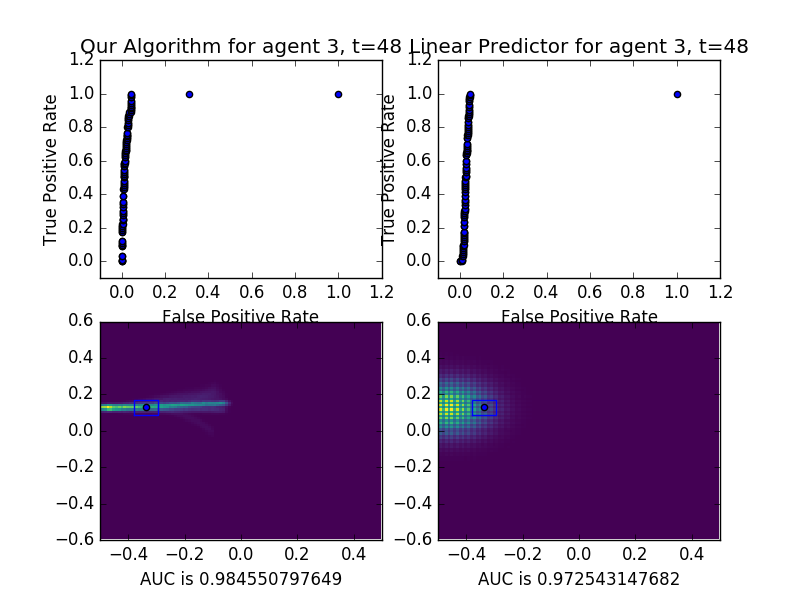 Our Algorithm for agent 3, t=48
Linear Predictor for agent 3, t=48
1.2
1.0
0.8
0.6
0.4
0.2
0.0
True Positive Rate
0.0 0.2 0.4 0.6 0.8 1.0 1.2
False Positive Rate
1.2
1.0
0.8
0.6
0.4
0.2
0.0
True Positive Rate
0.0 0.2 0.4 0.6 0.8 1.0 1.2
False Positive Rate
0.6
0.4
0.2
0.0
−0.2
−0.4
−0.6
−0.4 −0.2 0.0 0.2 0.4
AUC is 0.984550797649
0.6
0.4
0.2
0.0
−0.2
−0.4
−0.6
−0.4 −0.2 0.0 0.2 0.4
AUC is 0.972543147682